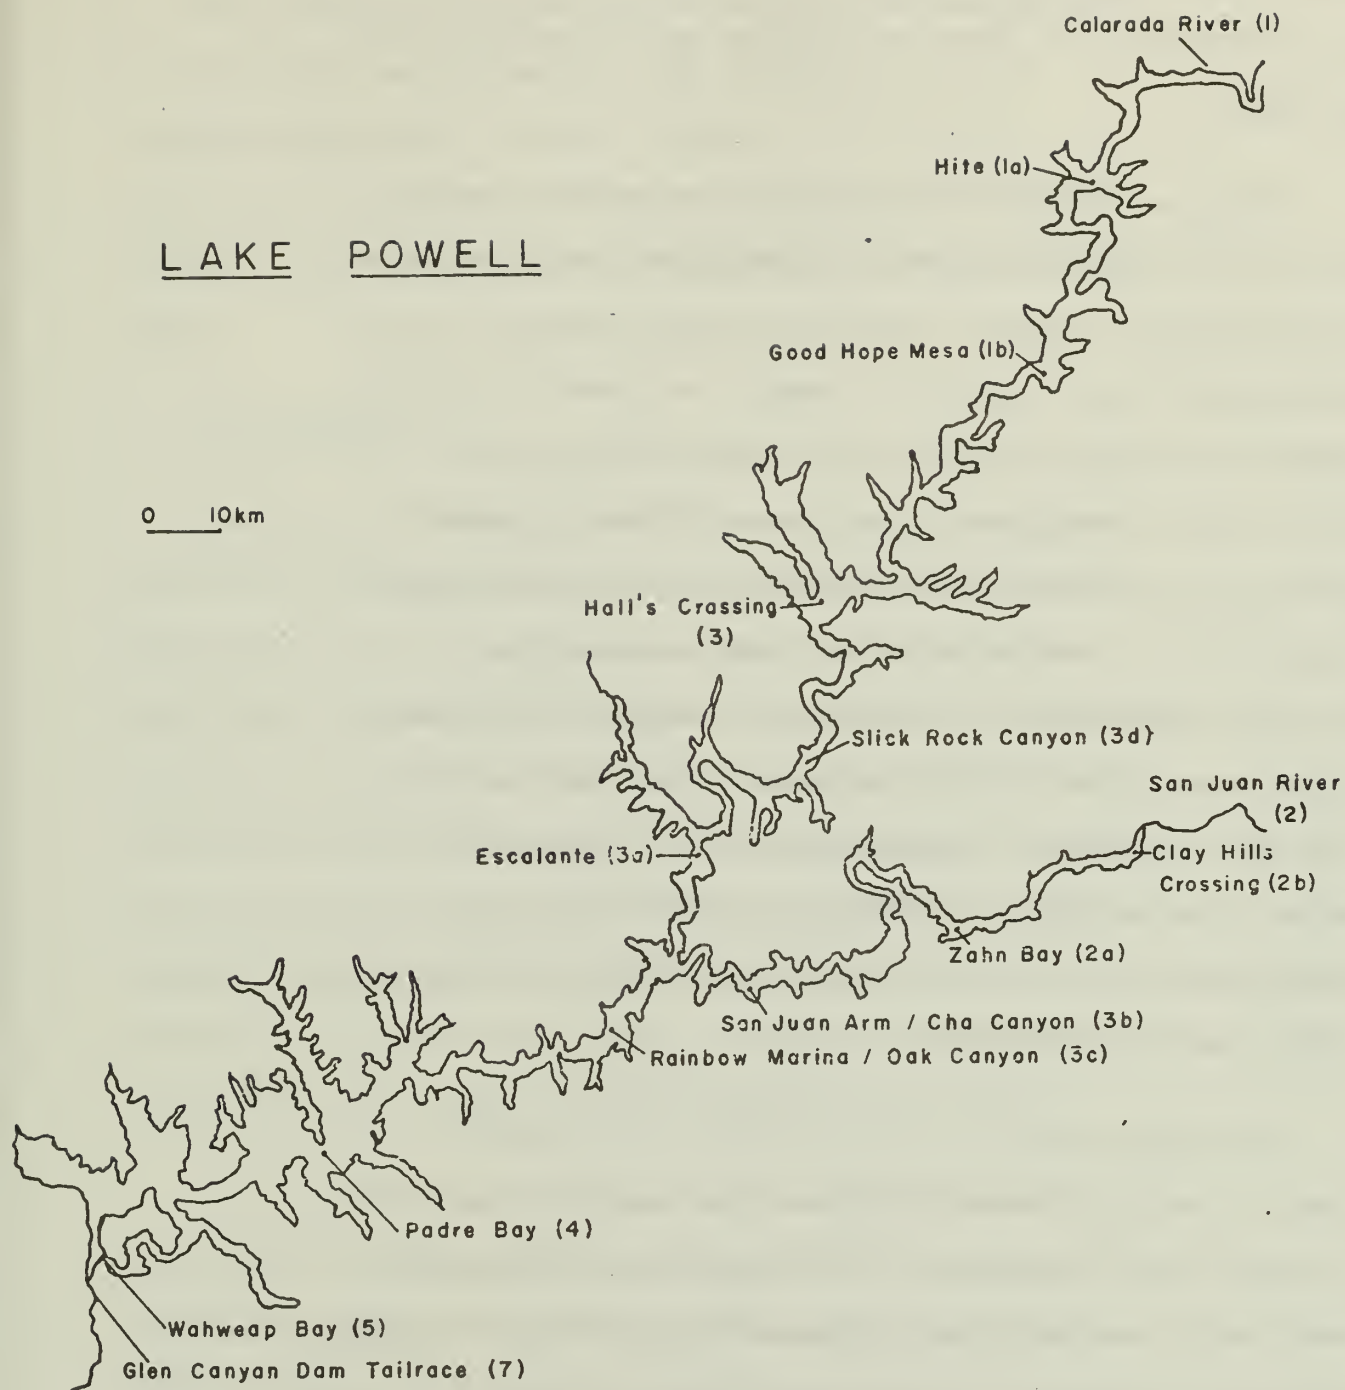 Calarada River (1)
Hite (1a)
LAKE POWELL
Good Hope Mesa (1b)
0 10km
Hall's Crassing
(3)
Slick Rock Canyon (3d)
San Juan River
(2)
Escalante (3a)
Clay Hills
Crossing (2b)
Zahn Bay (2a)
San Juan Arm / Cha Canyon (3b)
Rainbow Marina / Oak Canyon (3c)
Padre Bay (4)
Wahweap Bay (5)
Glen Canyan Dam Tailrace (7)